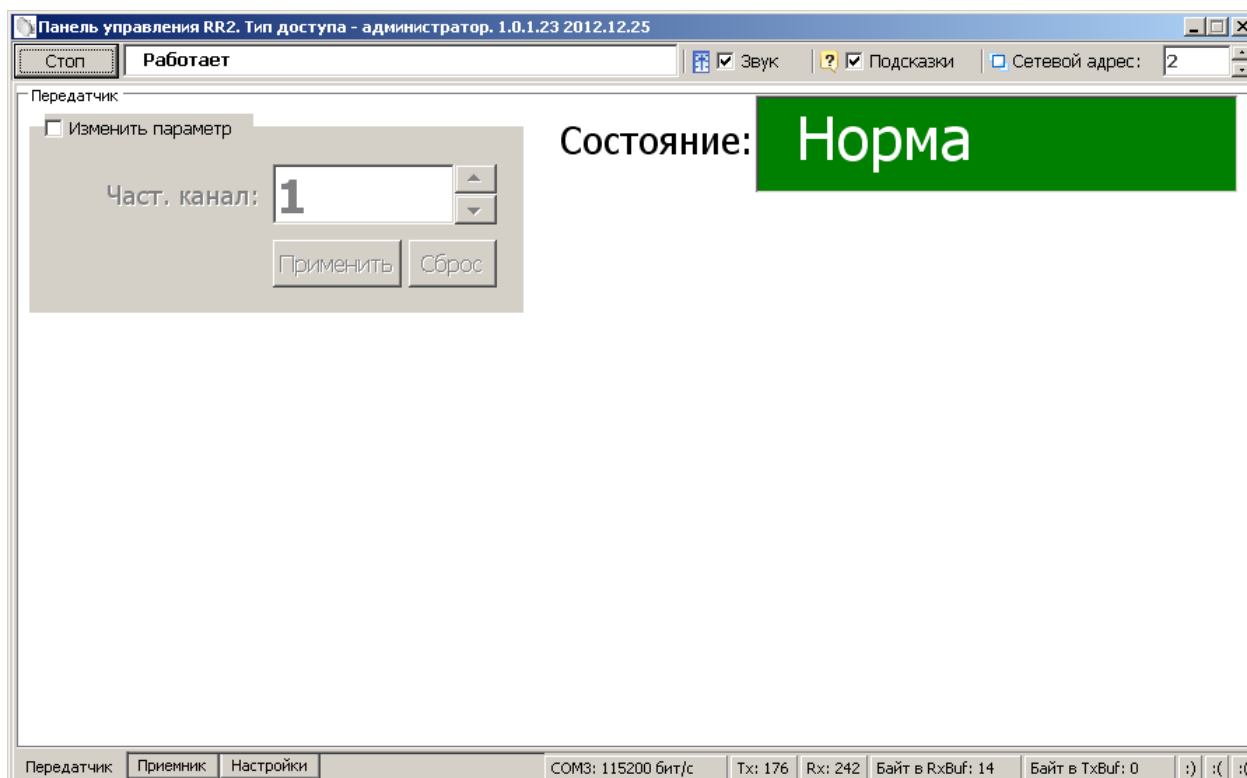 Панель управления RR2. Тип доступа - администратор. 1.0.1.23 2012.12.25
Стоп Работает Звук Подсказки Сетевой адрес: 2
Передатчик
Изменить параметр
Состояние: Норма
Част. канал: 1
Применить Сброс
Передатчик Приемник Настройки COM3: 115200 бит/с Tx: 176 Rx: 242 Байт в RxBuf: 14 Байт в TxBuf: 0 :) :( :(